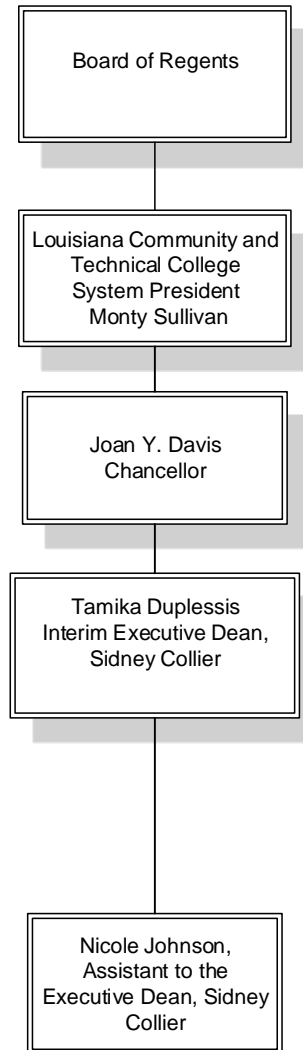 Board of Regents
Louisiana Community and
Technical College
System President
Monty Sullivan
Joan Y. Davis
Chancellor
Tamika Duplessis
Interim Executive Dean,
Sidney Collier
Nicole Johnson,
Assistant to the
Executive Dean, Sidney
Collier